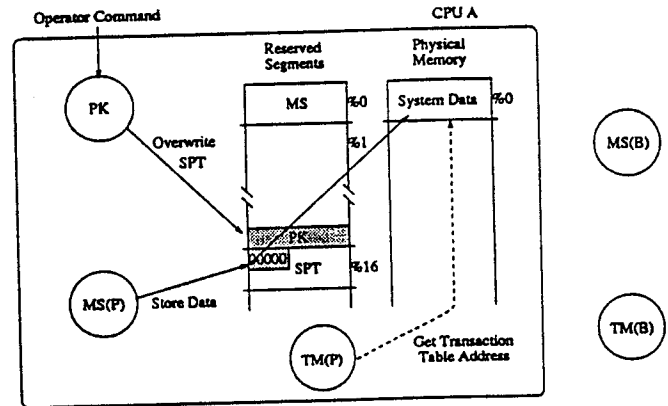 Operator Command
CPU A
Reserved
Segments
Physical
Memory
PK
MS
%0
System Data
%0
Overwrite
SPT
%1
MS(B)
PK
00000
SPT
%16
MS(P)
Store Data
TM(P)
Get Transaction
Table Address
TM(B)